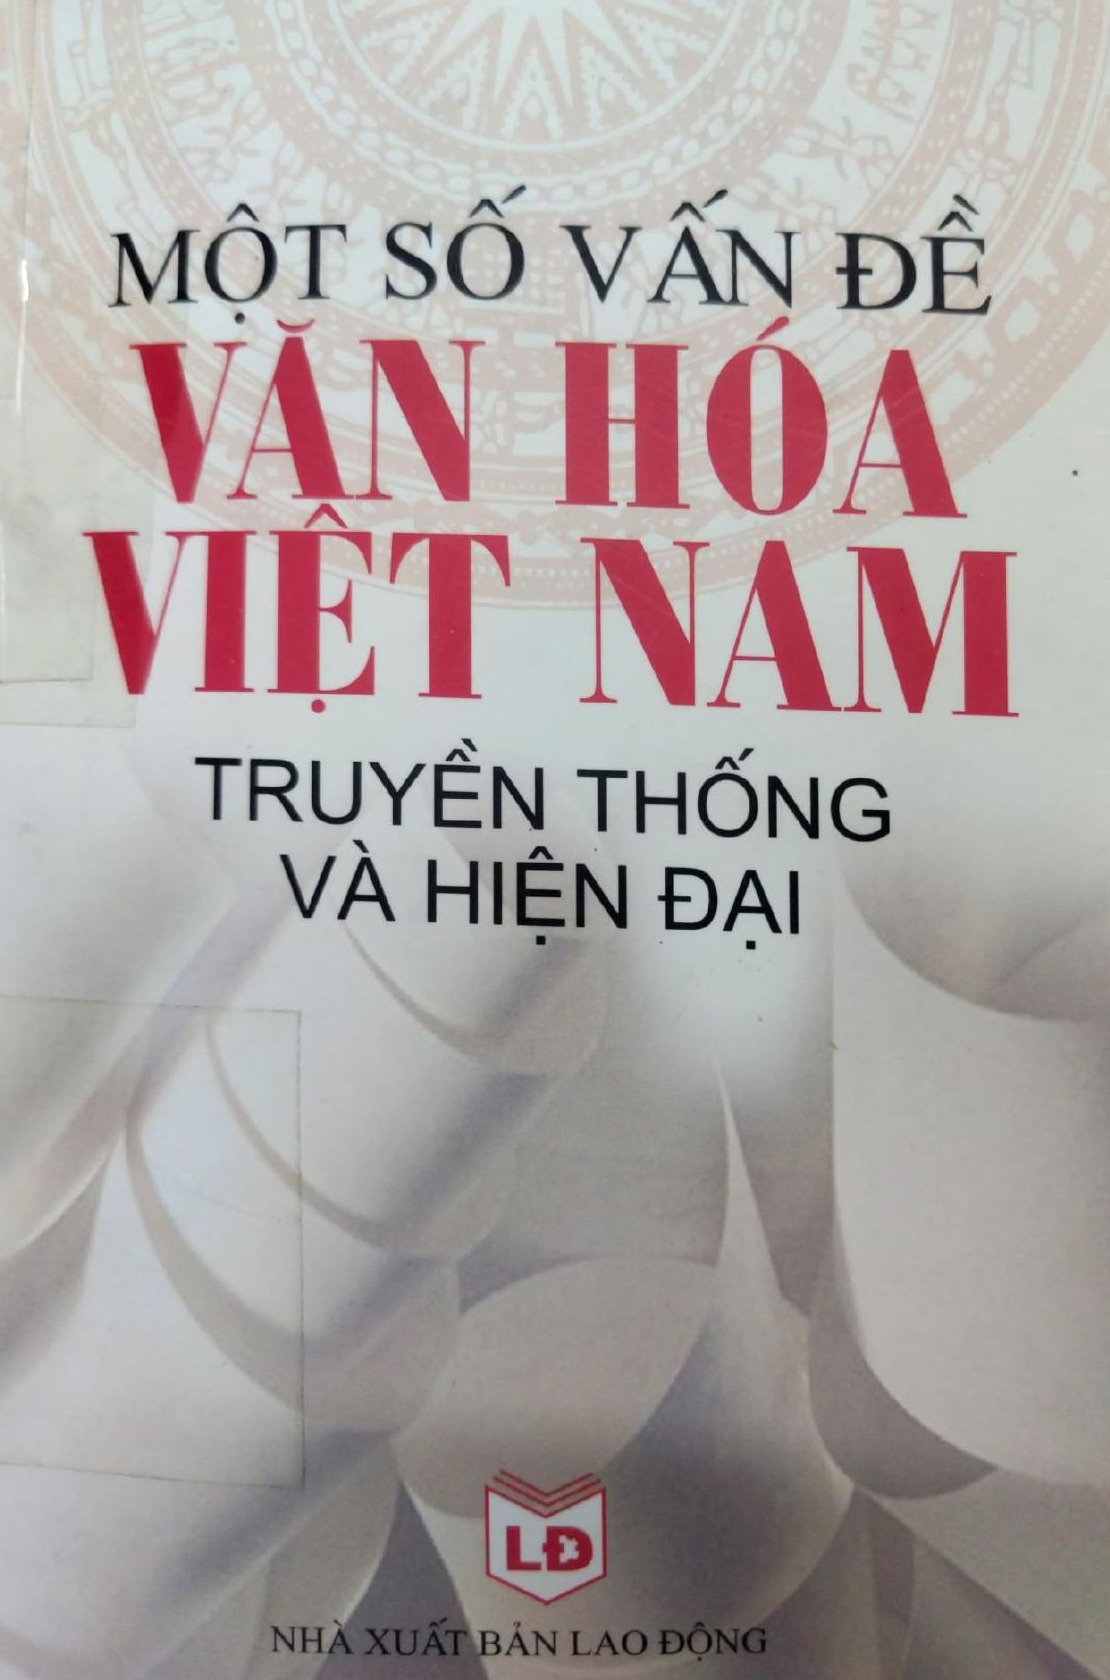 MỘT SỐ VẤN ĐỀ
VĂN HÓA
VIỆT NAM
TRUYỀN THỐNG
VÀ HIỆN ĐẠI
LĐ
NHÀ XUẤT BẢN LAO ĐỘNG